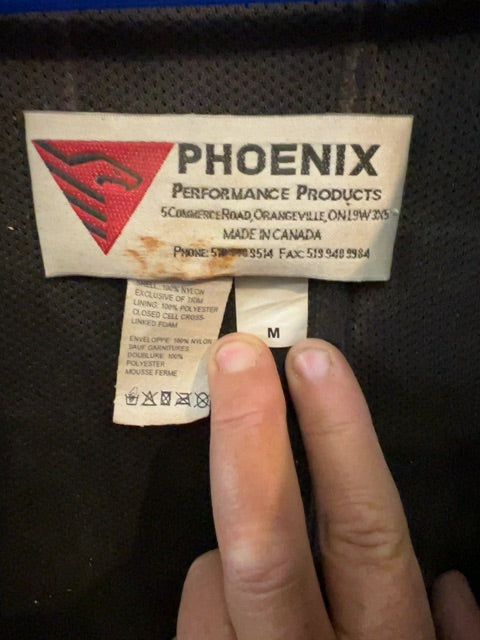 PHOENIX
PERFORMANCE PRODUCTS
5 COMMERCE ROAD, ORANGEVILLE, ON L9W 3X5
MADE IN CANADA
PHONE: 9514 FAX: 519 940 9984
SHELL: 100% NYLON
EXCLUSIVE OF TRIM
LINING: 100% POLYESTER
CLOSED CELL CROSS-
LINKED FOAM
ENVELOPPE: 100% NYLON
SAUF GARNITURES
DOUBLURE: 100%
POLYESTER
MOUSSE FERME
M